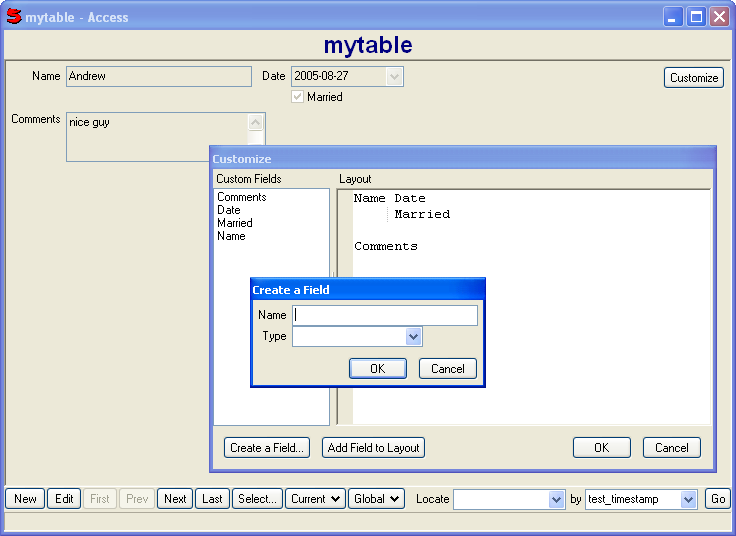 mytable - Access
mytable
Name Andrew Date 2005-08-27 Customize
Married
Comments nice guy
Customize
Custom Fields Layout
Comments
Date
Married
Name
Name Date
Married
Comments
Create a Field
Name
Type
OK Cancel
Create a Field... Add Field to Layout OK Cancel
New Edit First Prev Next Last Select... Current Global Locate by test_timestamp Go